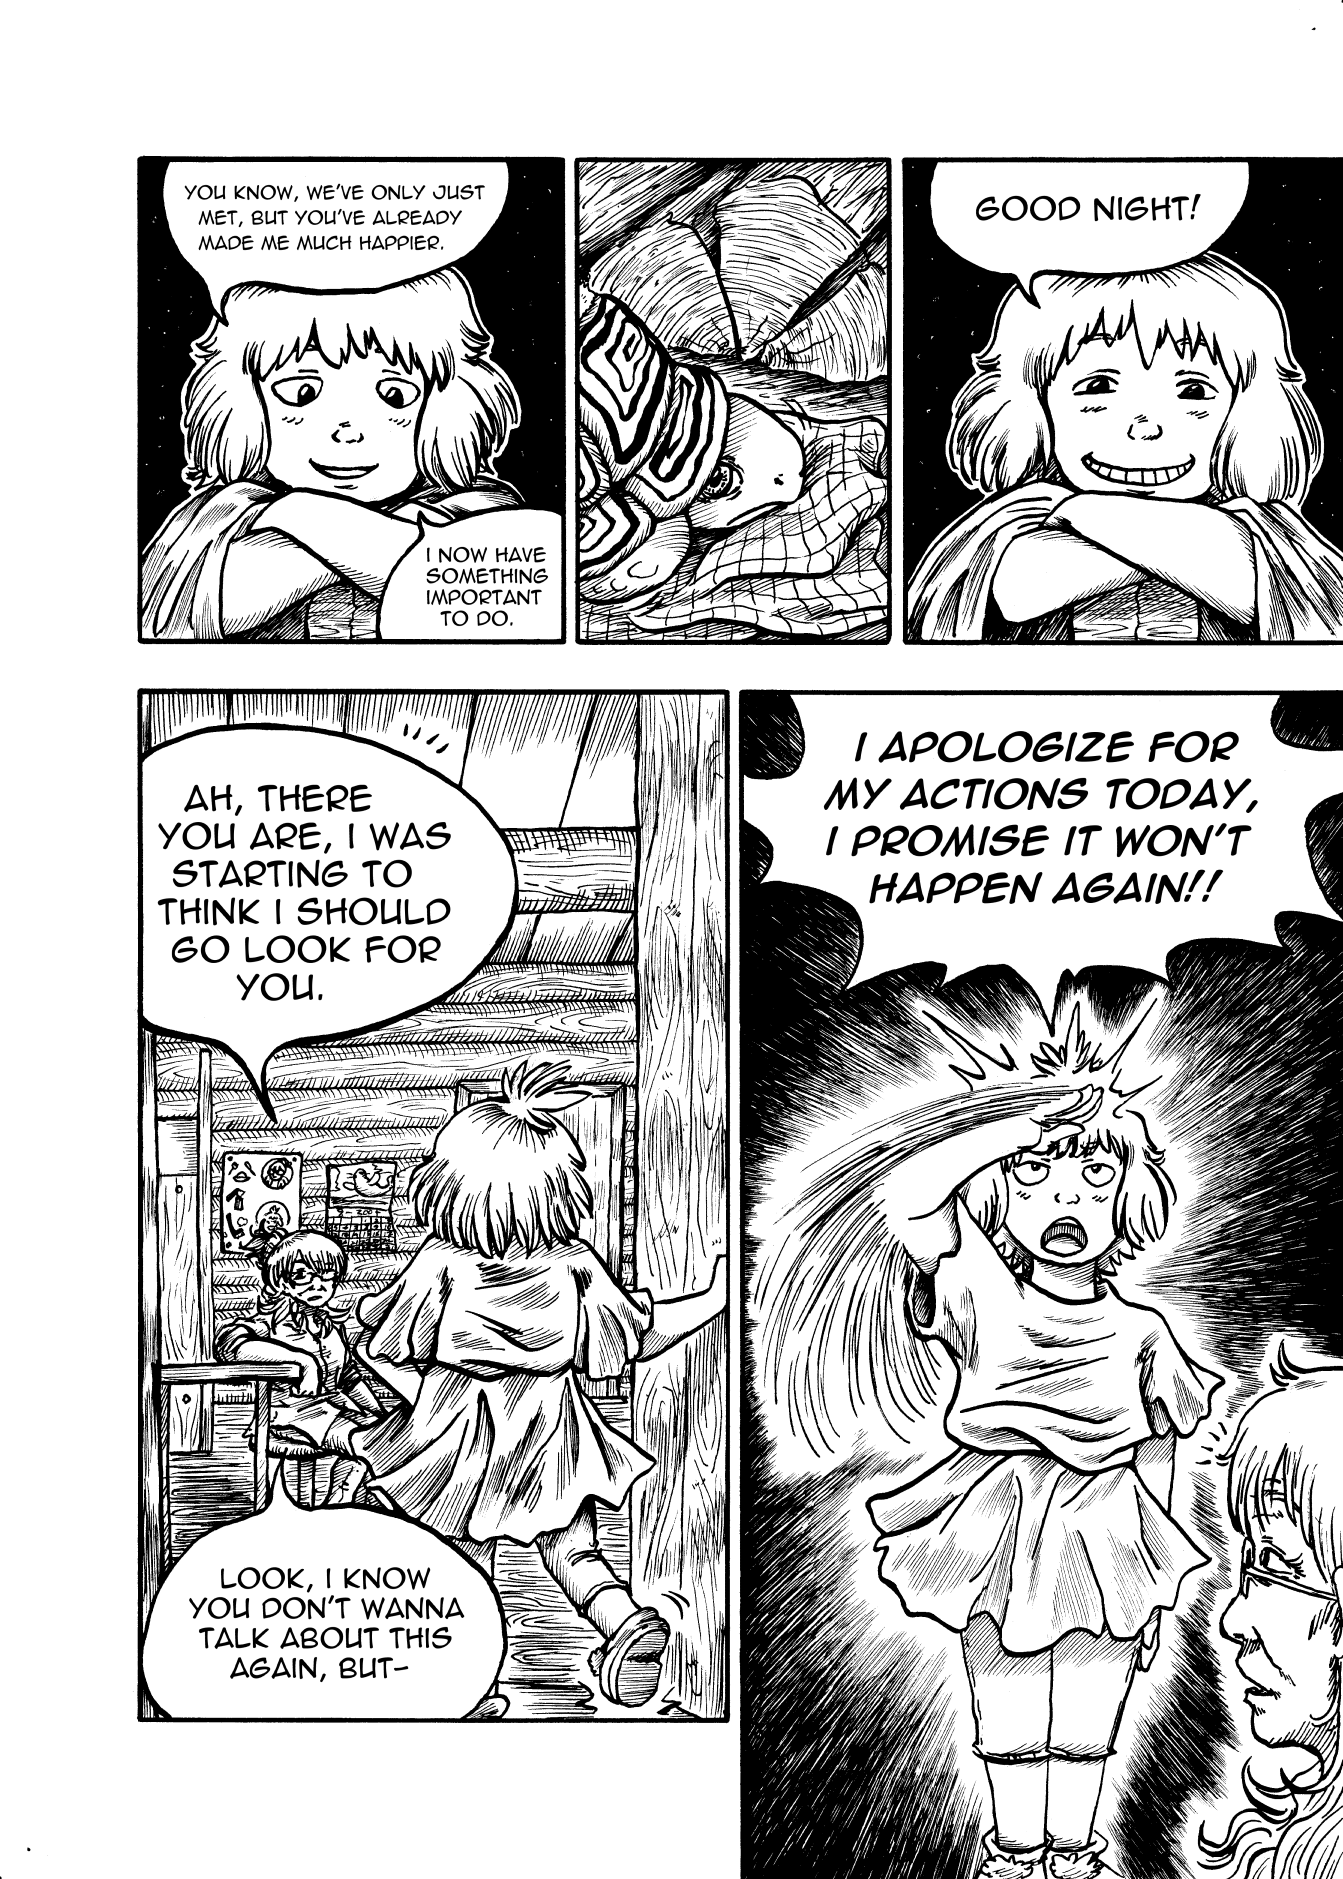 YOU KNOW, WE'VE ONLY JUST
MET, BUT YOU'VE ALREADY
MADE ME MUCH HAPPIER.
I NOW HAVE
SOMETHING
IMPORTANT
TO DO.
GOOD NIGHT!
AH, THERE
YOU ARE, I WAS
STARTING TO
THINK I SHOULD
GO LOOK FOR
YOU.
LOOK, I KNOW
YOU DON'T WANNA
TALK ABOUT THIS
AGAIN, BUT-
I APOLOGIZE FOR
MY ACTIONS TODAY,
I PROMISE IT WON'T
HAPPEN AGAIN!!